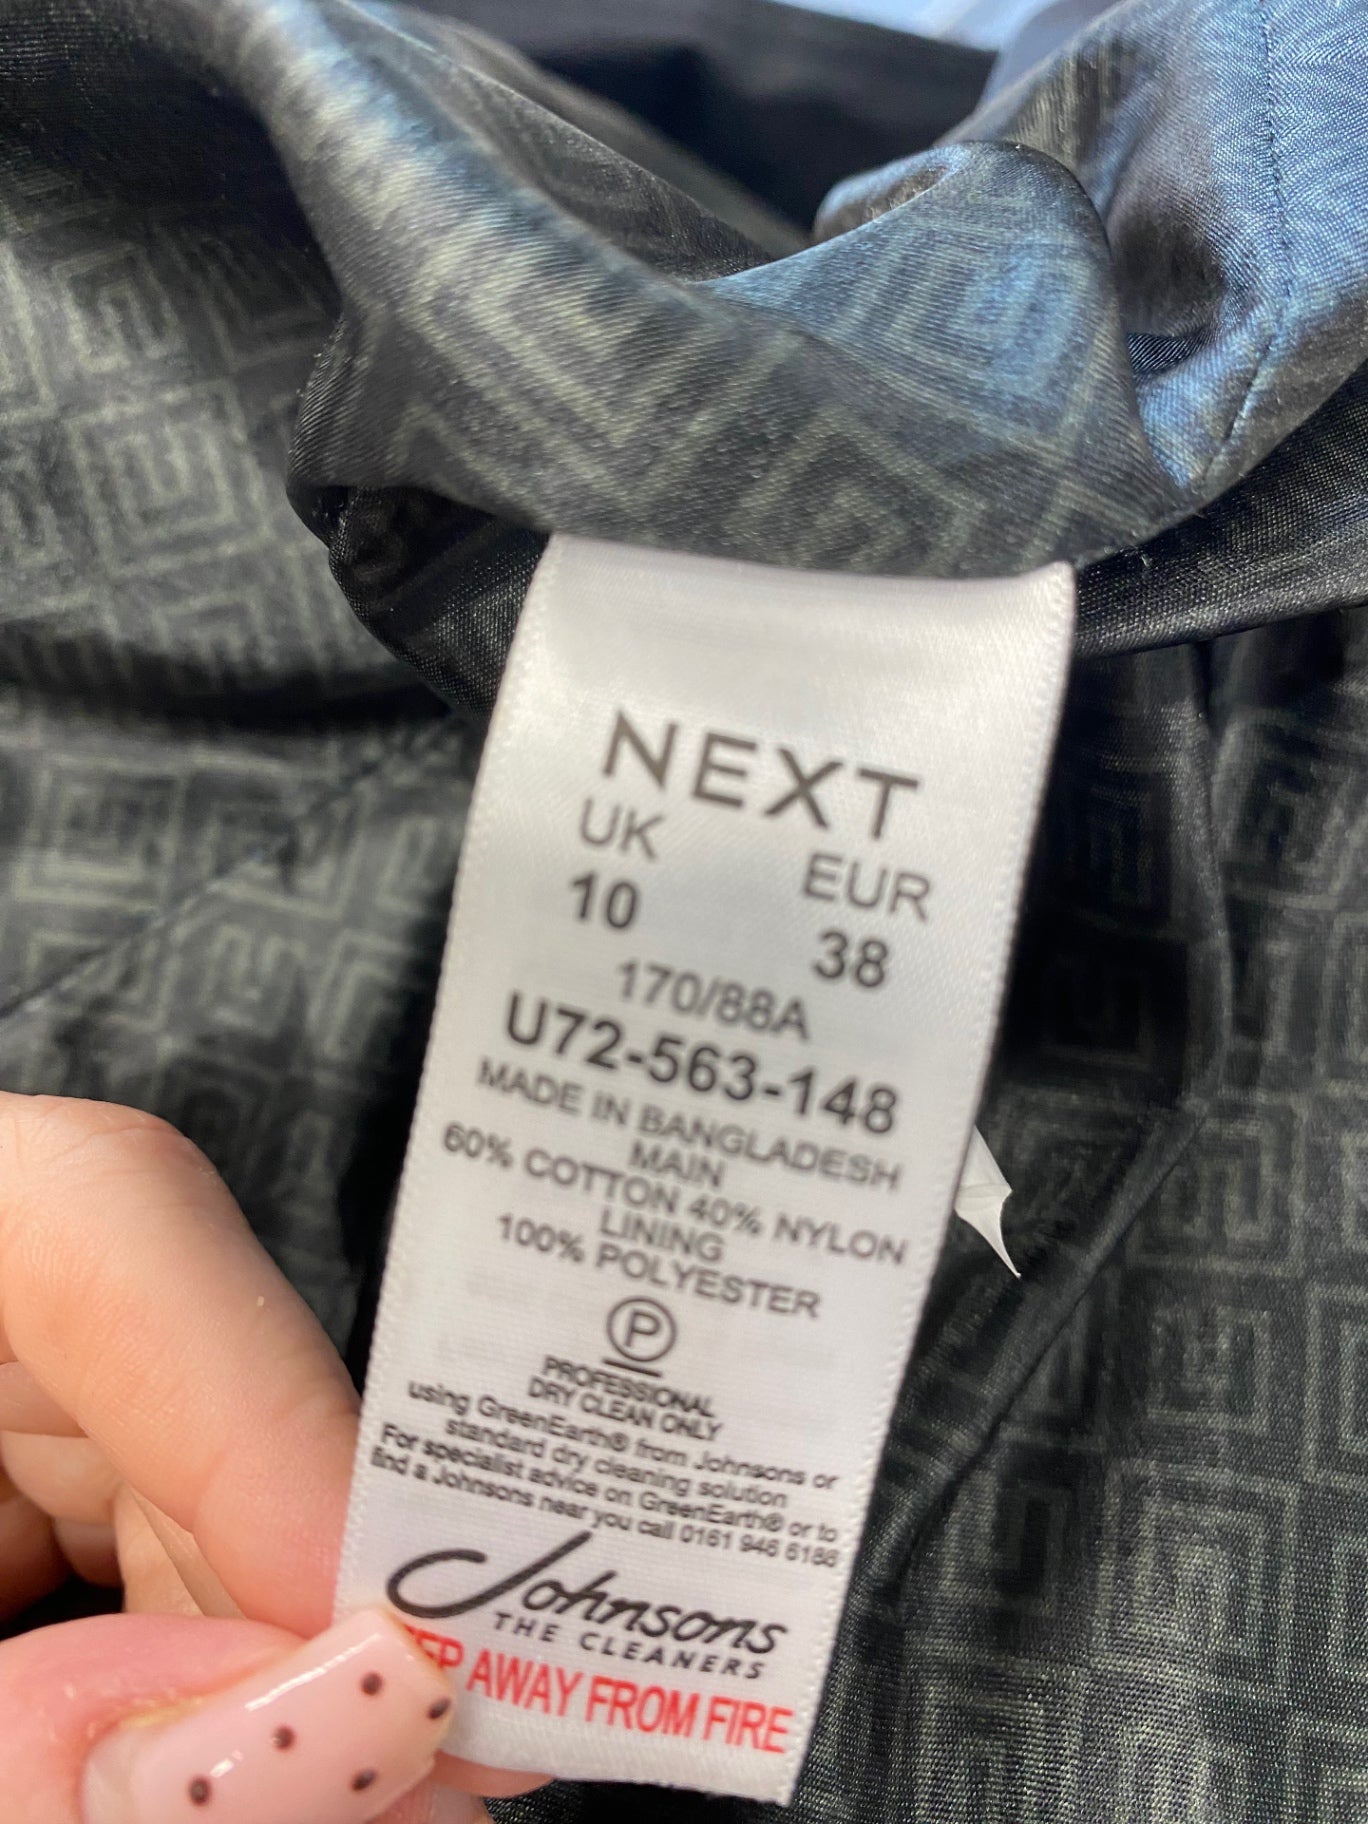 NEXT
UK EUR
10 38
170/88A
U72-563-148
MADE IN BANGLADESH
MAIN
60% COTTON 40% NYLON
LINING
100% POLYESTER
P
PROFESSIONAL
DRY CLEAN ONLY
using GreenEarth® from Johnsons or
standard dry cleaning solution
For specialist advice on GreenEarth® or to
find a Johnsons near you call 0161 946 6186
Johnsons
THE CLEANERS
EP AWAY FROM FIRE